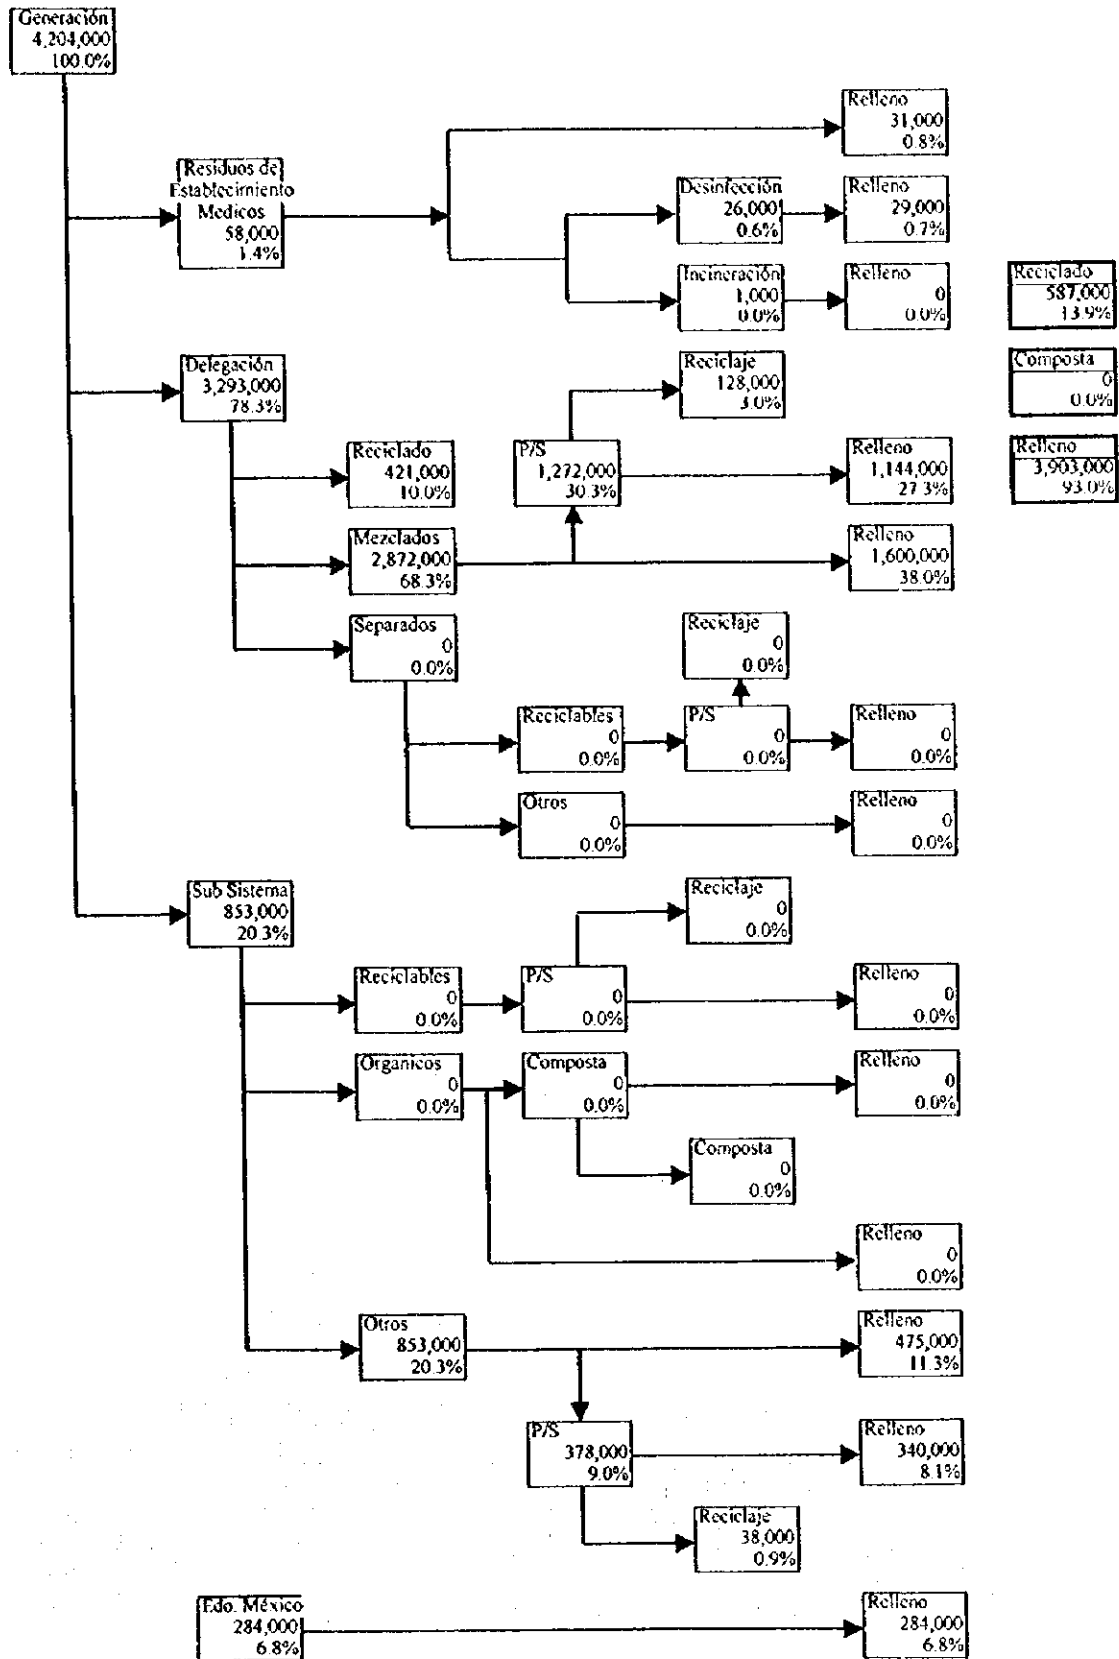 Generación
4,204,000
100.0%
Relleno
31,000
0.8%
Residuos de
Establecimiento
Medicos
58,000
1.4%
Desinfección
26,000
0.6%
Relleno
29,000
0.7%
Incineración
1,000
0.0%
Relleno
0
0.0%
Reciclado
587,000
13.9%
Delegación
3,293,000
78.3%
Reciclaje
128,000
3.0%
Composta
0
0.0%
Reciclado
421,000
10.0%
P/S
1,272,000
30.3%
Relleno
1,144,000
27.3%
Relleno
3,903,000
93.0%
Mezclados
2,872,000
68.3%
Relleno
1,600,000
38.0%
Separados
0
0.0%
Reciclaje
0
0.0%
Reciclables
0
0.0%
P/S
0
0.0%
Relleno
0
0.0%
Otros
0
0.0%
Relleno
0
0.0%
Sub Sistema
853,000
20.3%
Reciclaje
0
0.0%
Reciclables
0
0.0%
P/S
0
0.0%
Relleno
0
0.0%
Organicos
0
0.0%
Composta
0
0.0%
Relleno
0
0.0%
Composta
0
0.0%
Relleno
0
0.0%
Otros
853,000
20.3%
Relleno
475,000
11.3%
P/S
378,000
9.0%
Relleno
340,000
8.1%
Reciclaje
38,000
0.9%
Edo. México
284,000
6.8%
Relleno
284,000
6.8%